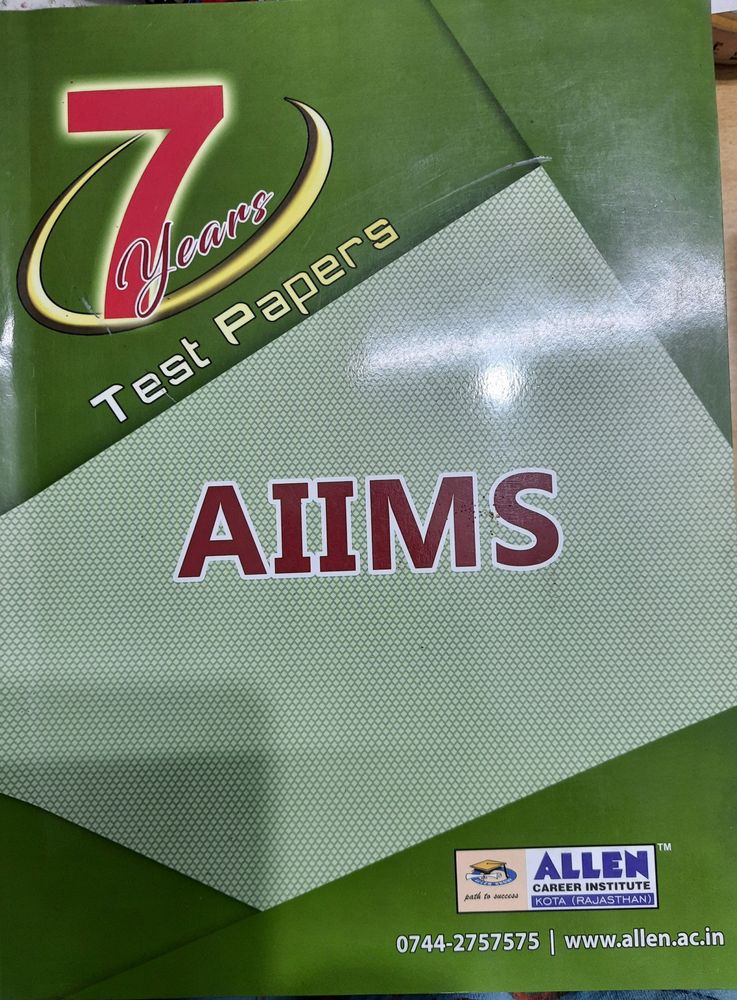 7
Years
Test Papers
AIIMS
ALLEN TM
CAREER INSTITUTE
KOTA (RAJASTHAN)
path to success
0744-2757575 | www.allen.ac.in